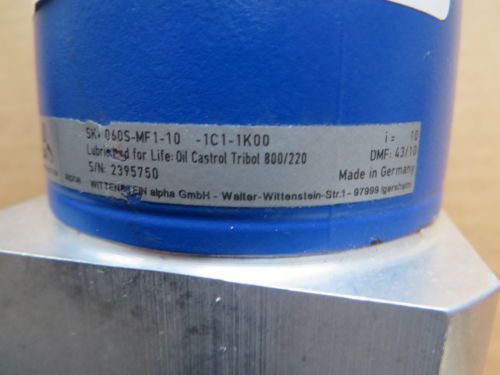 SK+ 060S-MF1-10 -1C1-1K00 i = 10
Lubricated for Life: Oil Castrol Tribol 800/220 DMF: 43/10
S/N: 2395750 Made in Germany
WITTENSTEIN alpha GmbH - Walter-Wittenstein-Str.1 - 97999 Igersheim